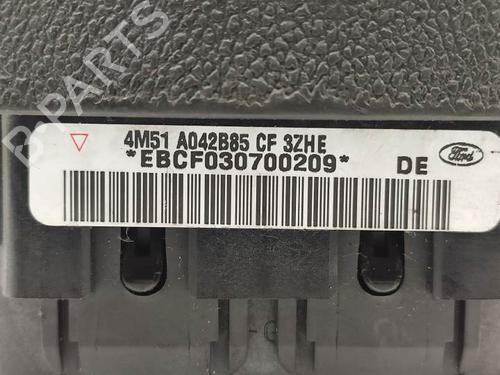 B-PARTS
4M51 A042B85 CF 3ZHE
*EBCF030700209* DE
Ford